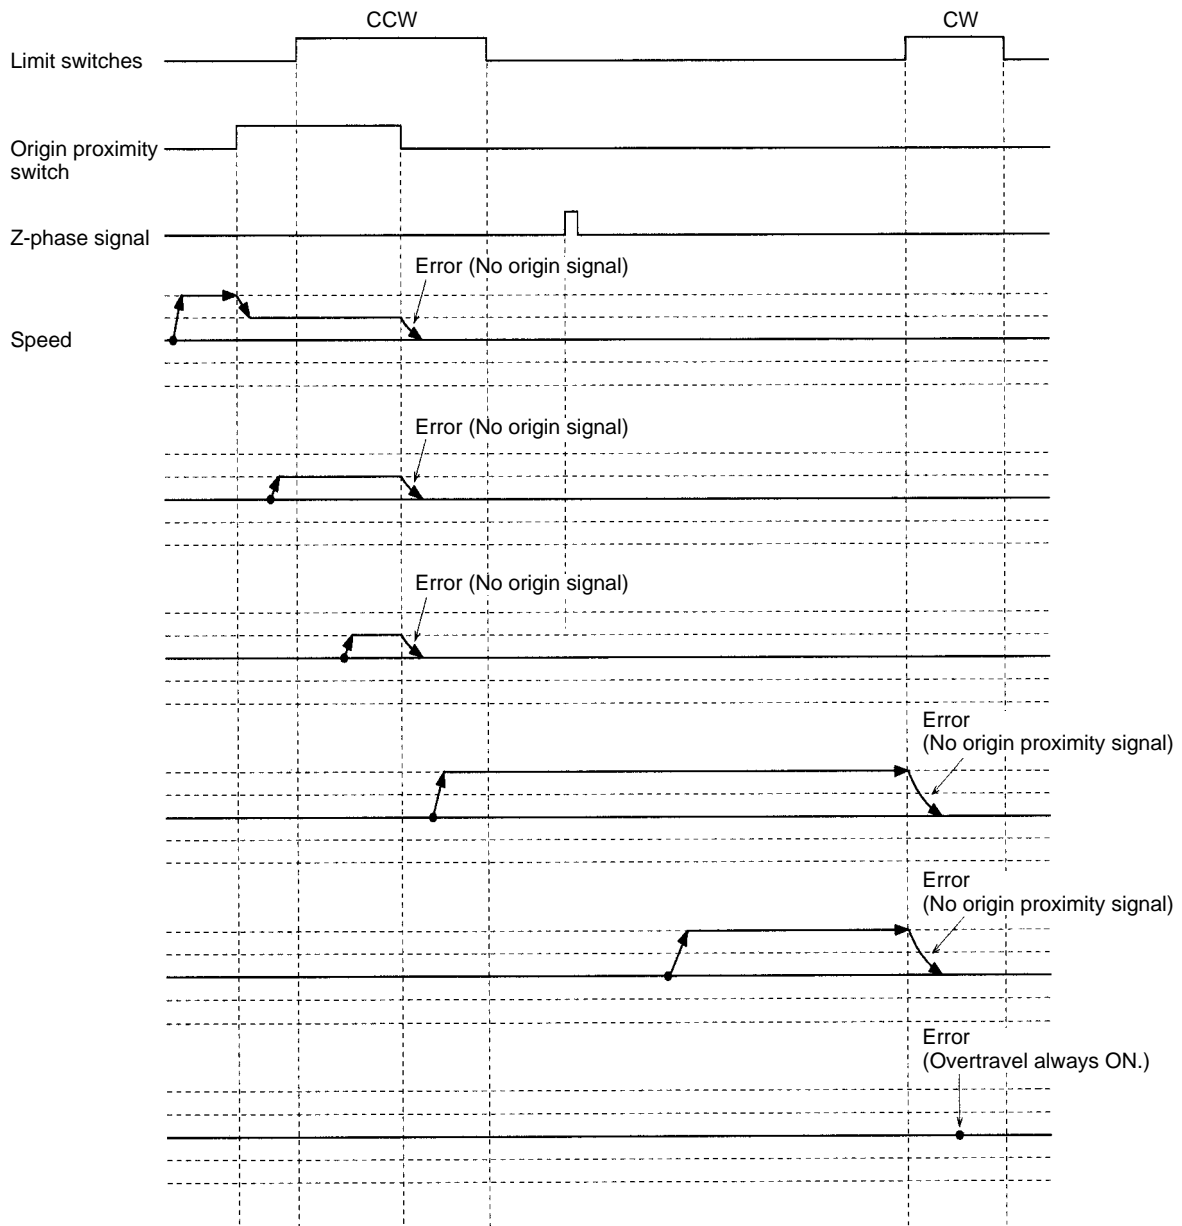 CCW
CW
Limit switches
Origin proximity
switch
Z-phase signal
Error (No origin signal)
Speed
Error (No origin signal)
Error (No origin signal)
Error
(No origin proximity signal)
Error
(No origin proximity signal)
Error
(Overtravel always ON.)